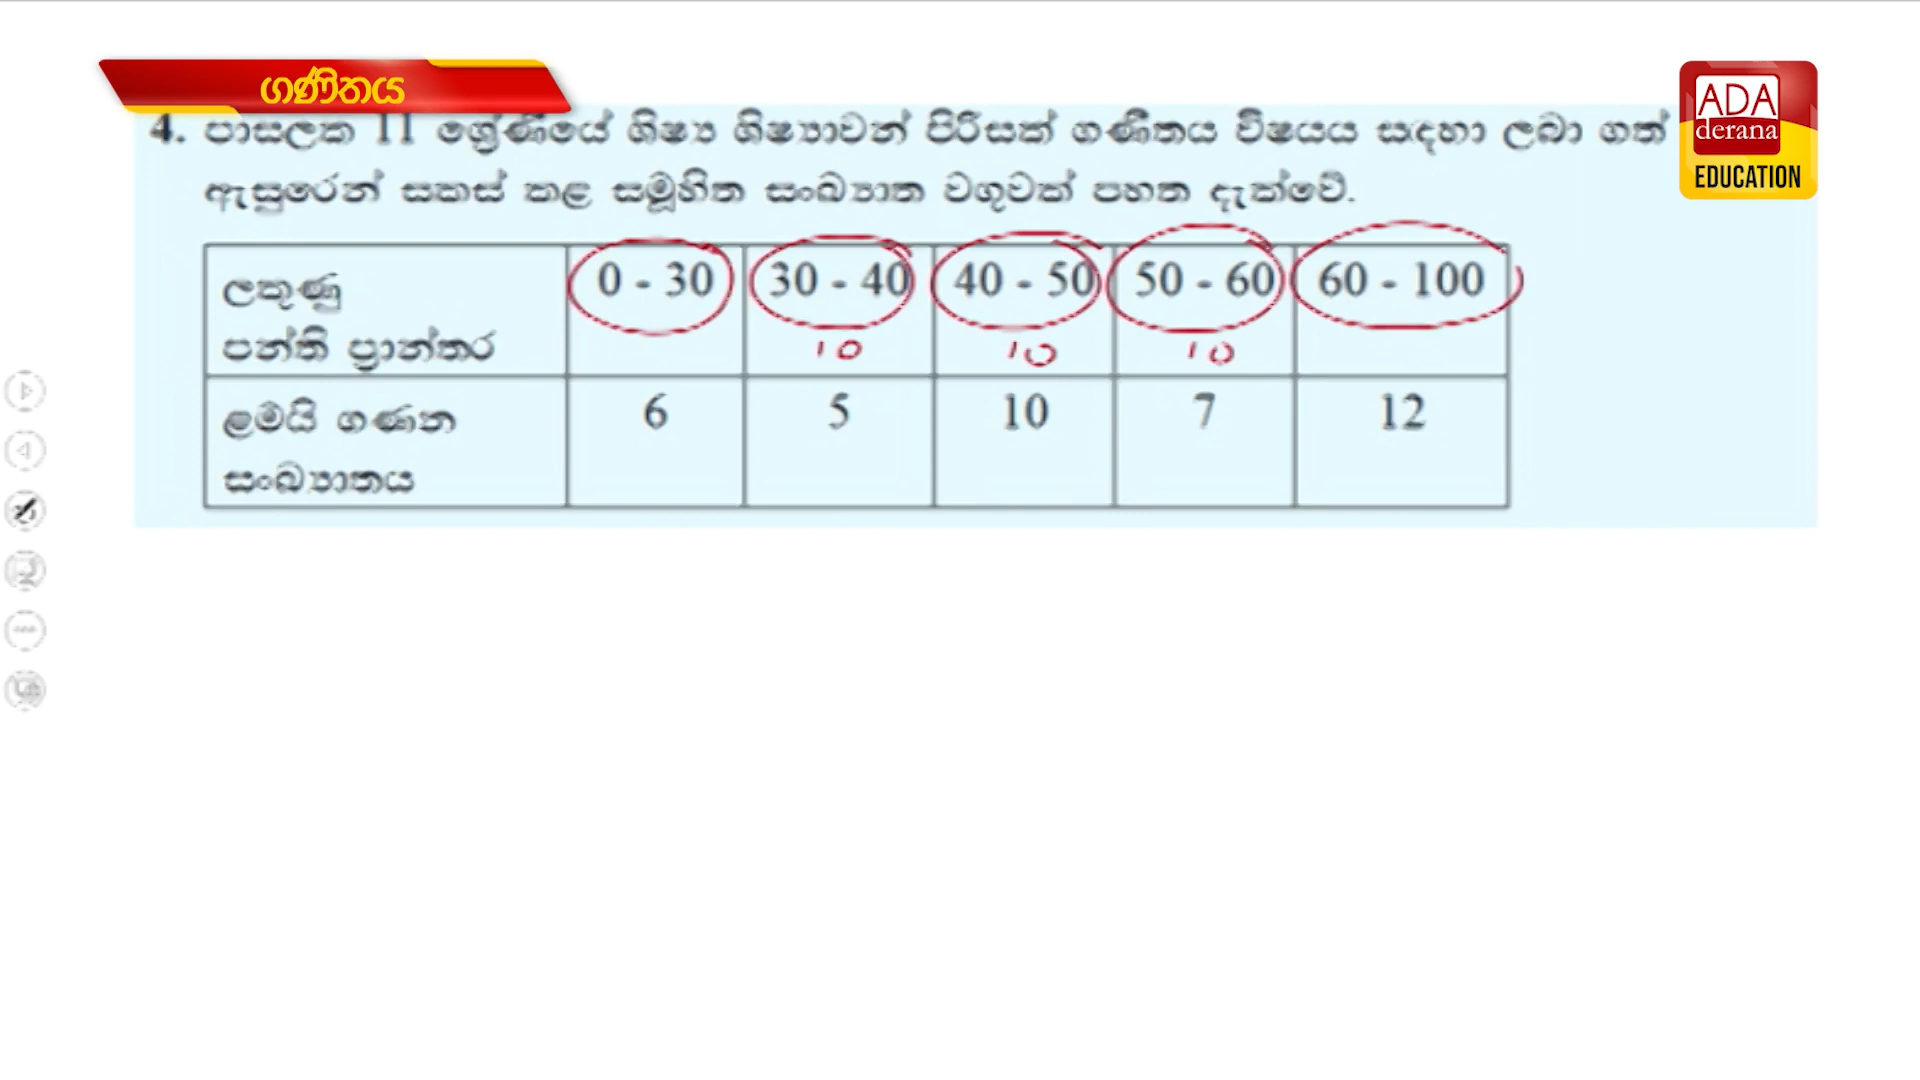 ගණිතය
ADA
derana
EDUCATION
4. පාසලක 11 ශ්‍රේණියේ ශිෂ්‍ය ශිෂ්‍යාවන් පිරිසක් ගණිතය විෂයය සඳහා ලබා ගත්
ඇසුරෙන් සකස් කළ සමූහිත සංඛ්‍යාත වගුවක් පහත දැක්වේ.
ලකුණු 0 - 30 30 - 40 40 - 50 50 - 60 60 - 100
පන්ති ප්‍රාන්තර 10 10 10
ළමයි ගණන 6 5 10 7 12
සංඛ්‍යාතය